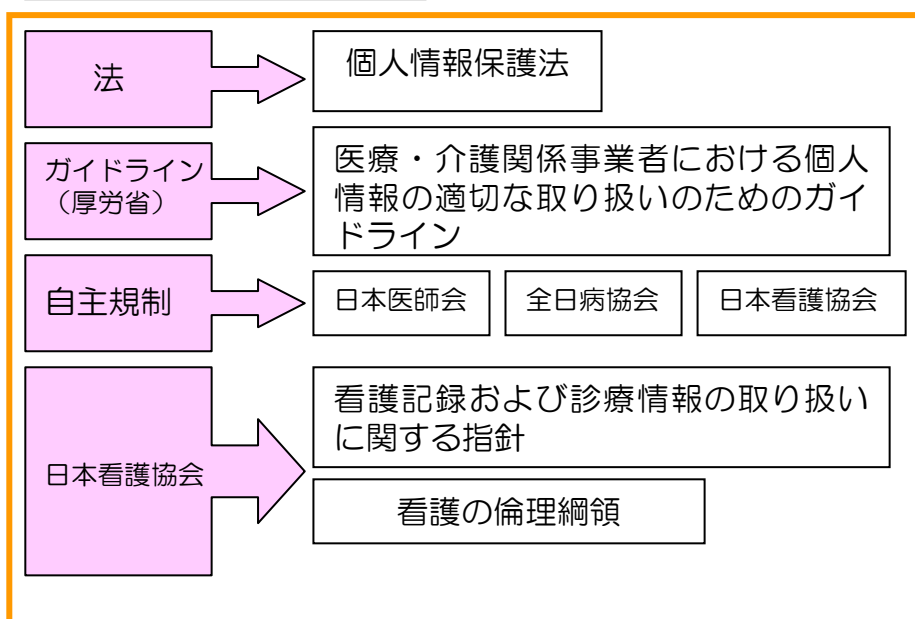 法
個人情報保護法
ガイドライン
（厚労省）
医療・介護関係事業者における個人
情報の適切な取り扱いのためのガイ
ドライン
自主規制
日本医師会
全日病協会
日本看護協会
日本看護協会
看護記録および診療情報の取り扱い
に関する指針
看護の倫理綱領